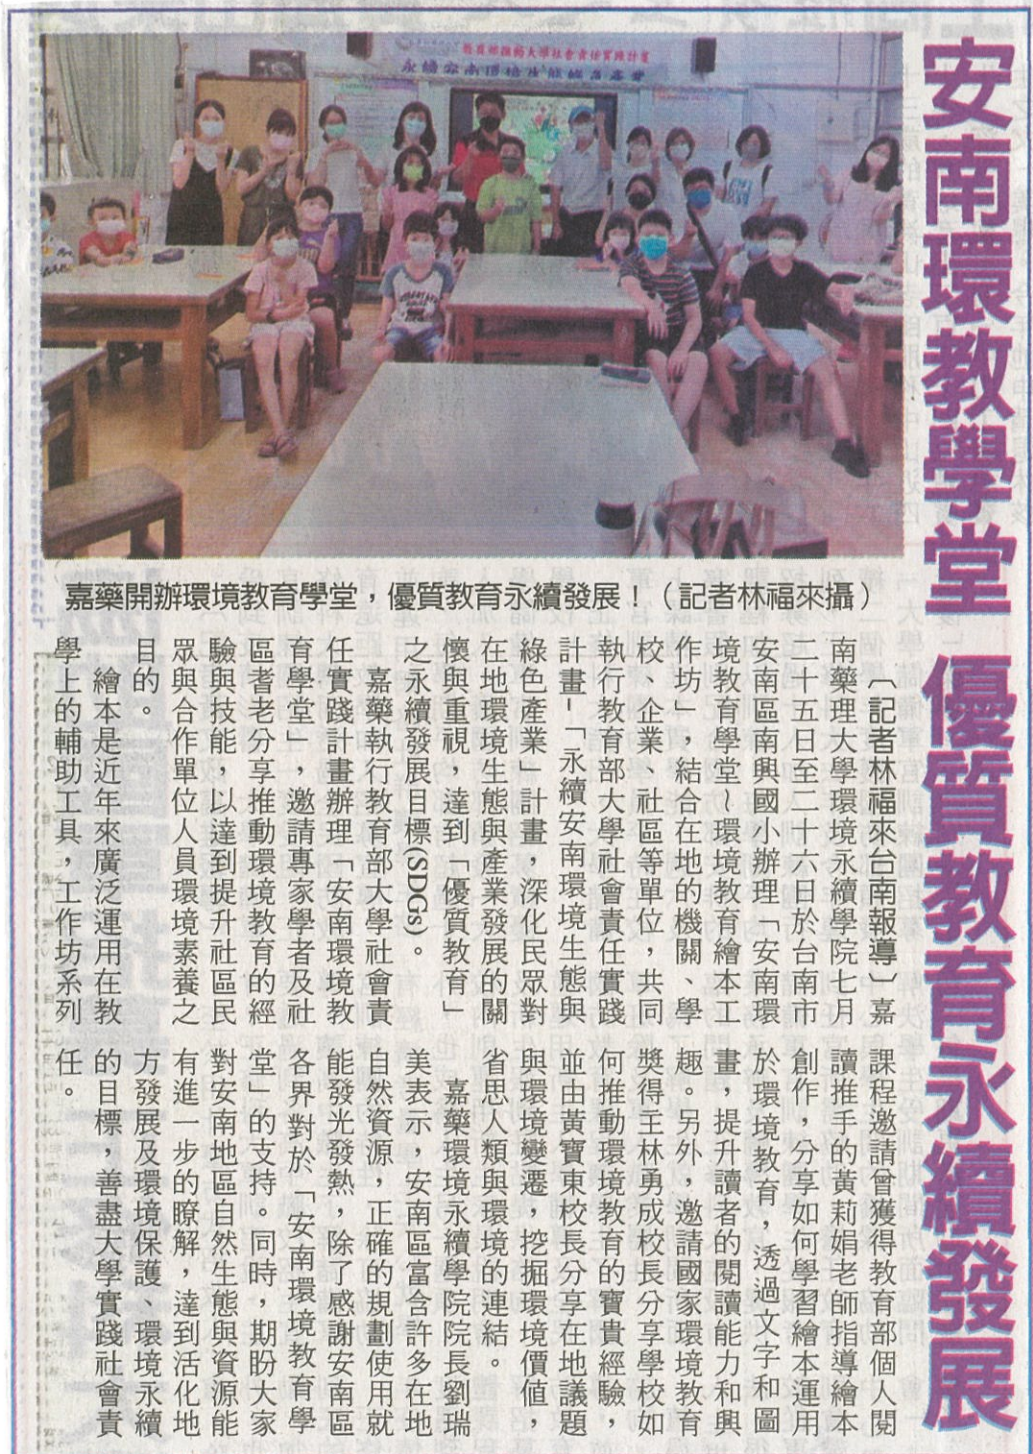 安南環教學堂 優質教育永續發展
教育部推動大學社會責任實踐計畫
永續安南環境生態綠色產業
嘉藥開辦環境教育學堂,優質教育永續發展!(記者林福來攝)
〔記者林福來台南報導〕嘉
南藥理大學環境永續學院七月
二十五日至二十六日於台南市
安南區南興國小辦理「安南環
境教育學堂~環境教育繪本工
作坊」,結合在地的機關、學
校、企業、社區等單位,共同
執行教育部大學社會責任實踐
計畫-「永續安南環境生態與
綠色產業」計畫,深化民眾對
在地環境生態與產業發展的關
懷與重視,達到「優質教育」
之永續發展目標(SDGs)。
嘉藥執行教育部大學社會責
任實踐計畫辦理「安南環境教
育學堂」,邀請專家學者及社
區耆老分享推動環境教育的經
驗與技能,以達到提升社區民
眾與合作單位人員環境素養之
目的。
繪本是近年來廣泛運用在教
學上的輔助工具,工作坊系列
課程邀請曾獲得教育部個人閱
讀推手的黃莉娟老師指導繪本
創作,分享如何學習繪本運用
於環境教育,透過文字和圖
畫,提升讀者的閱讀能力和興
趣。另外,邀請國家環境教育
獎得主林勇成校長分享學校如
何推動環境教育的寶貴經驗,
並由黃寶東校長分享在地議題
與環境變遷,挖掘環境價值,
省思人類與環境的連結。
嘉藥環境永續學院院長劉瑞
美表示,安南區富含許多在地
自然資源,正確的規劃使用就
能發光發熱,除了感謝安南區
各界對於「安南環境教育學
堂」的支持。同時,期盼大家
對安南地區自然生態與資源能
有進一步的瞭解,達到活化地
方發展及環境保護、環境永續
的目標,善盡大學實踐社會責
任。